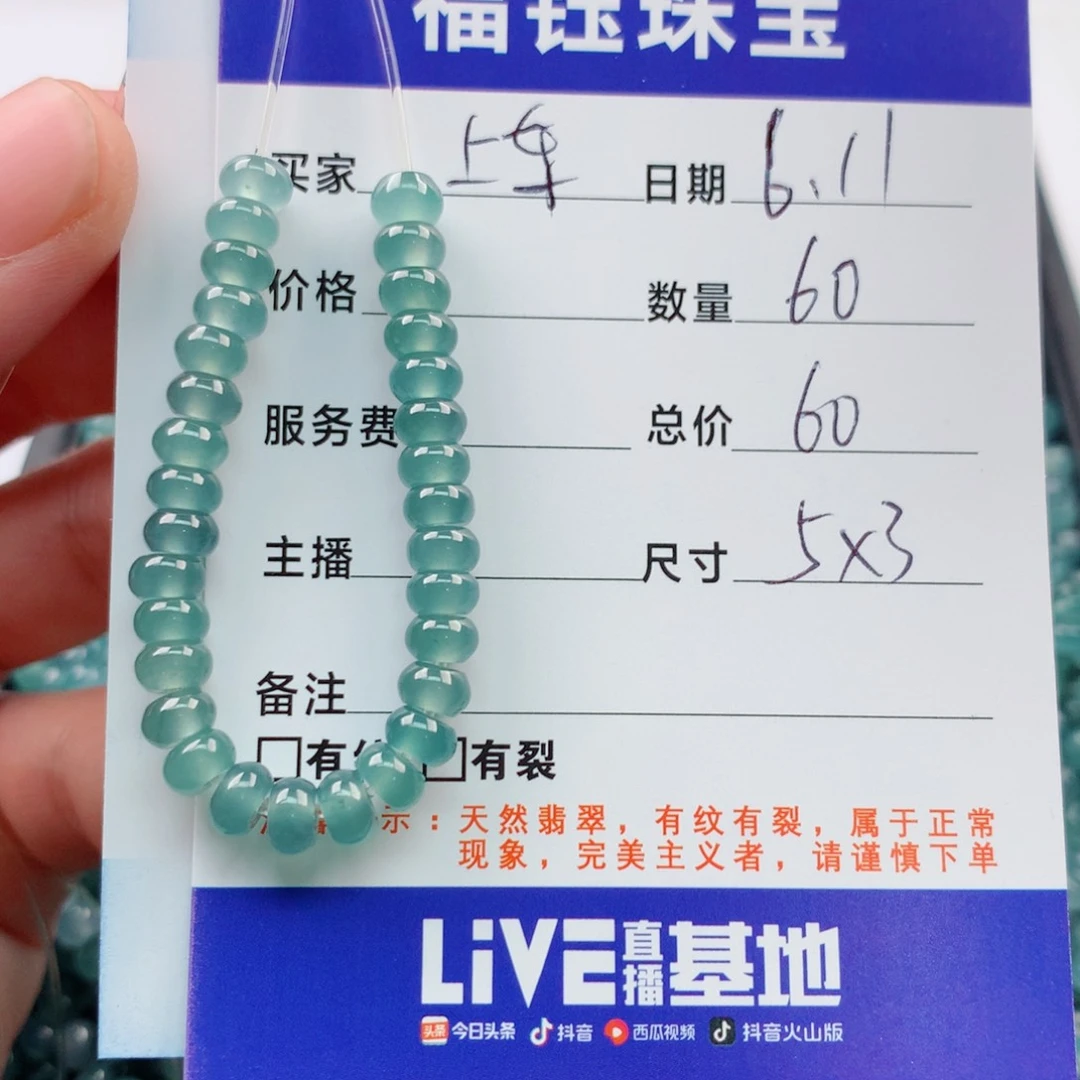 福钰珠宝
买家 上车 日期 6.11
价格 数量 60
服务费 总价 60
主播 尺寸 5x3
备注
有 有裂
示：天然翡翠，有纹有裂，属于正常
现象，完美主义者，请谨慎下单
LiVE直播基地
头条 今日头条 抖音 西瓜视频 抖音火山版